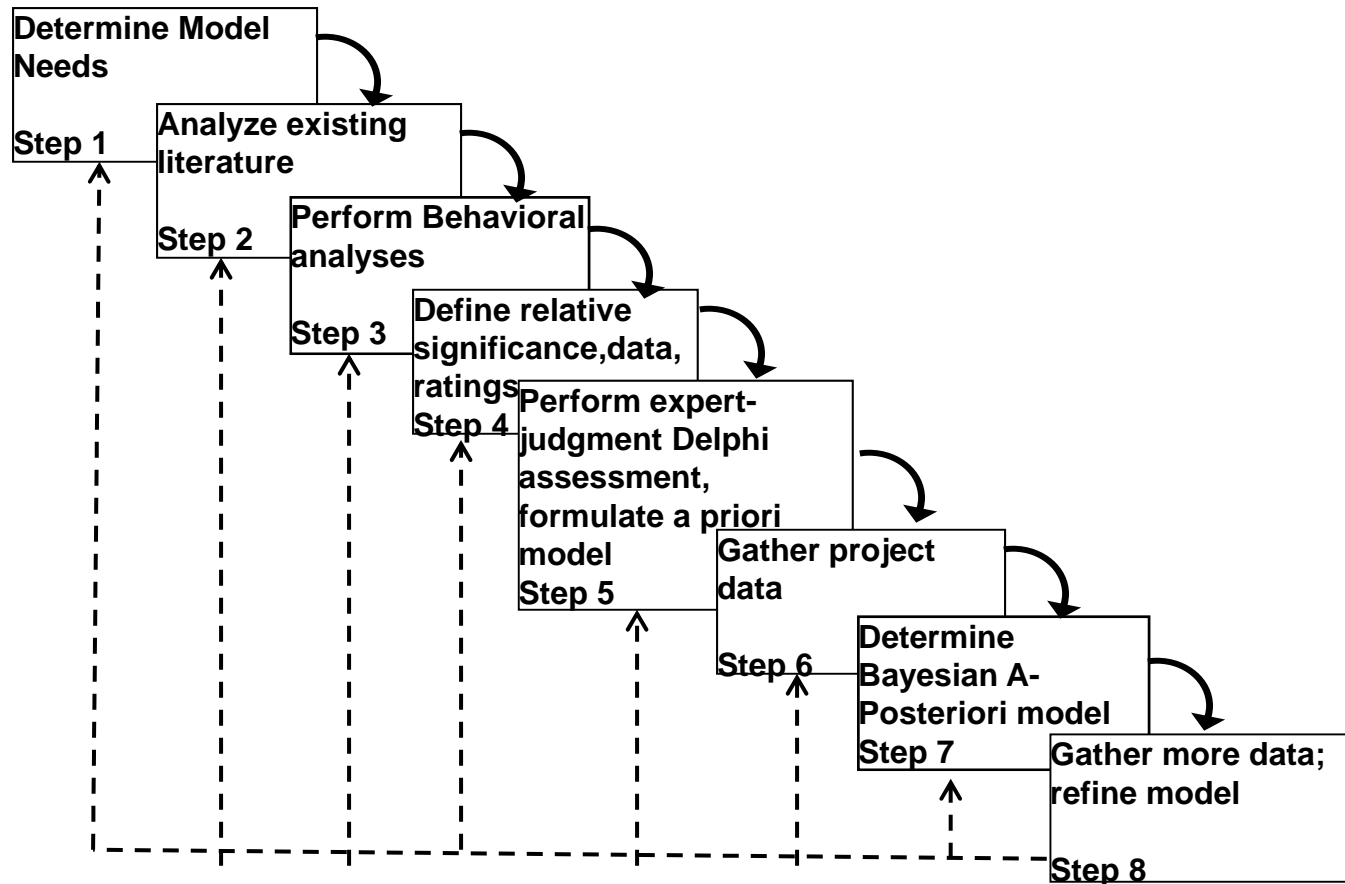 Determine Model
Needs
Step 1
Analyze existing
literature
Step 2
Perform Behavioral
analyses
Step 3
Define relative
significance,data,
ratings
Step 4
Perform expert-
judgment Delphi
assessment,
formulate a priori
model
Step 5
Gather project
data
Step 6
Determine
Bayesian A-
Posteriori model
Step 7
Gather more data;
refine model
Step 8